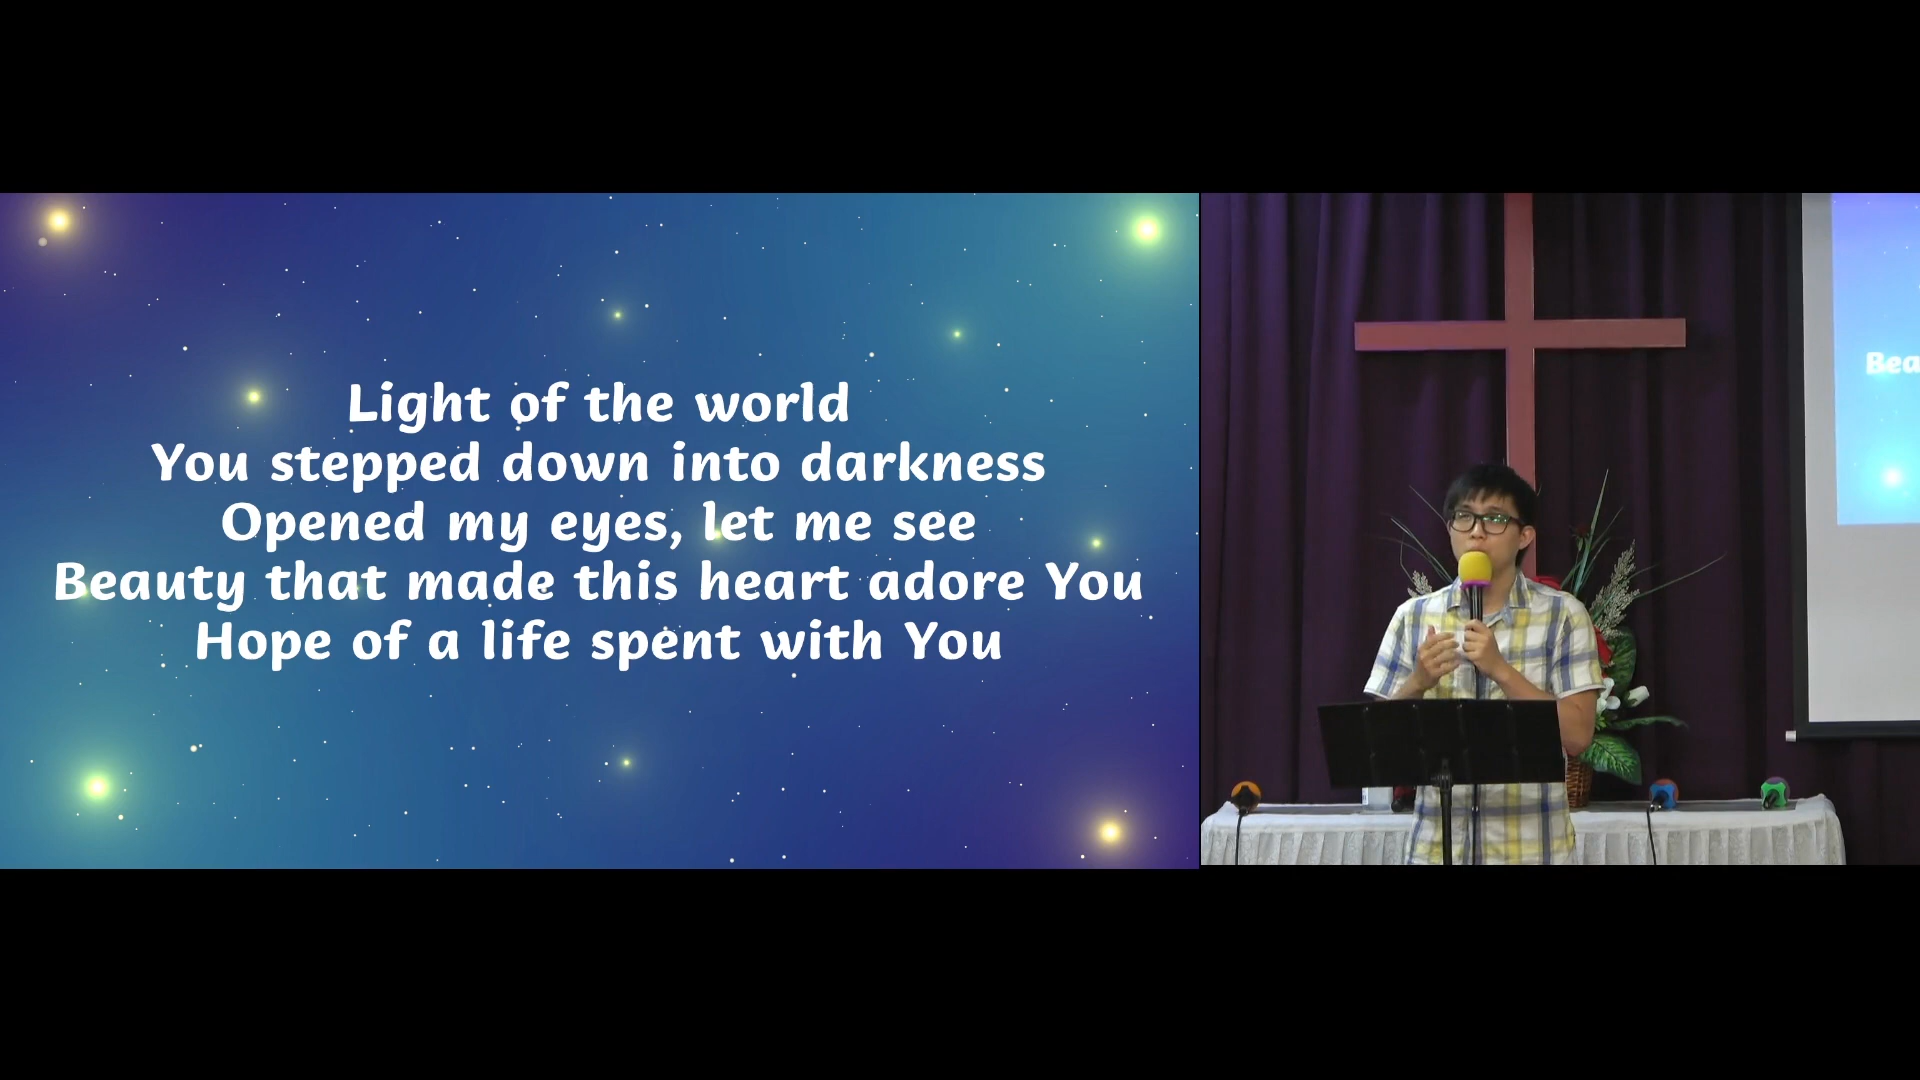 Light of the world
You stepped down into darkness
Opened my eyes, let me see
Beauty that made this heart adore You
Hope of a life spent with You
Bea